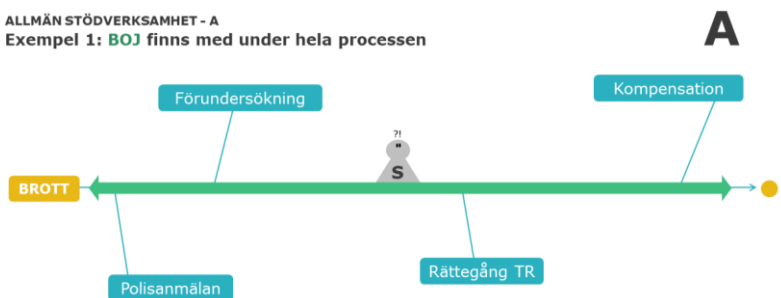 ALLMÄN STÖDVERKSAMHET - A
Exempel 1: BOJ finns med under hela processen
A
Kompensation
Förundersökning
?!
S
BROTT
Rättegång TR
Polisanmälan